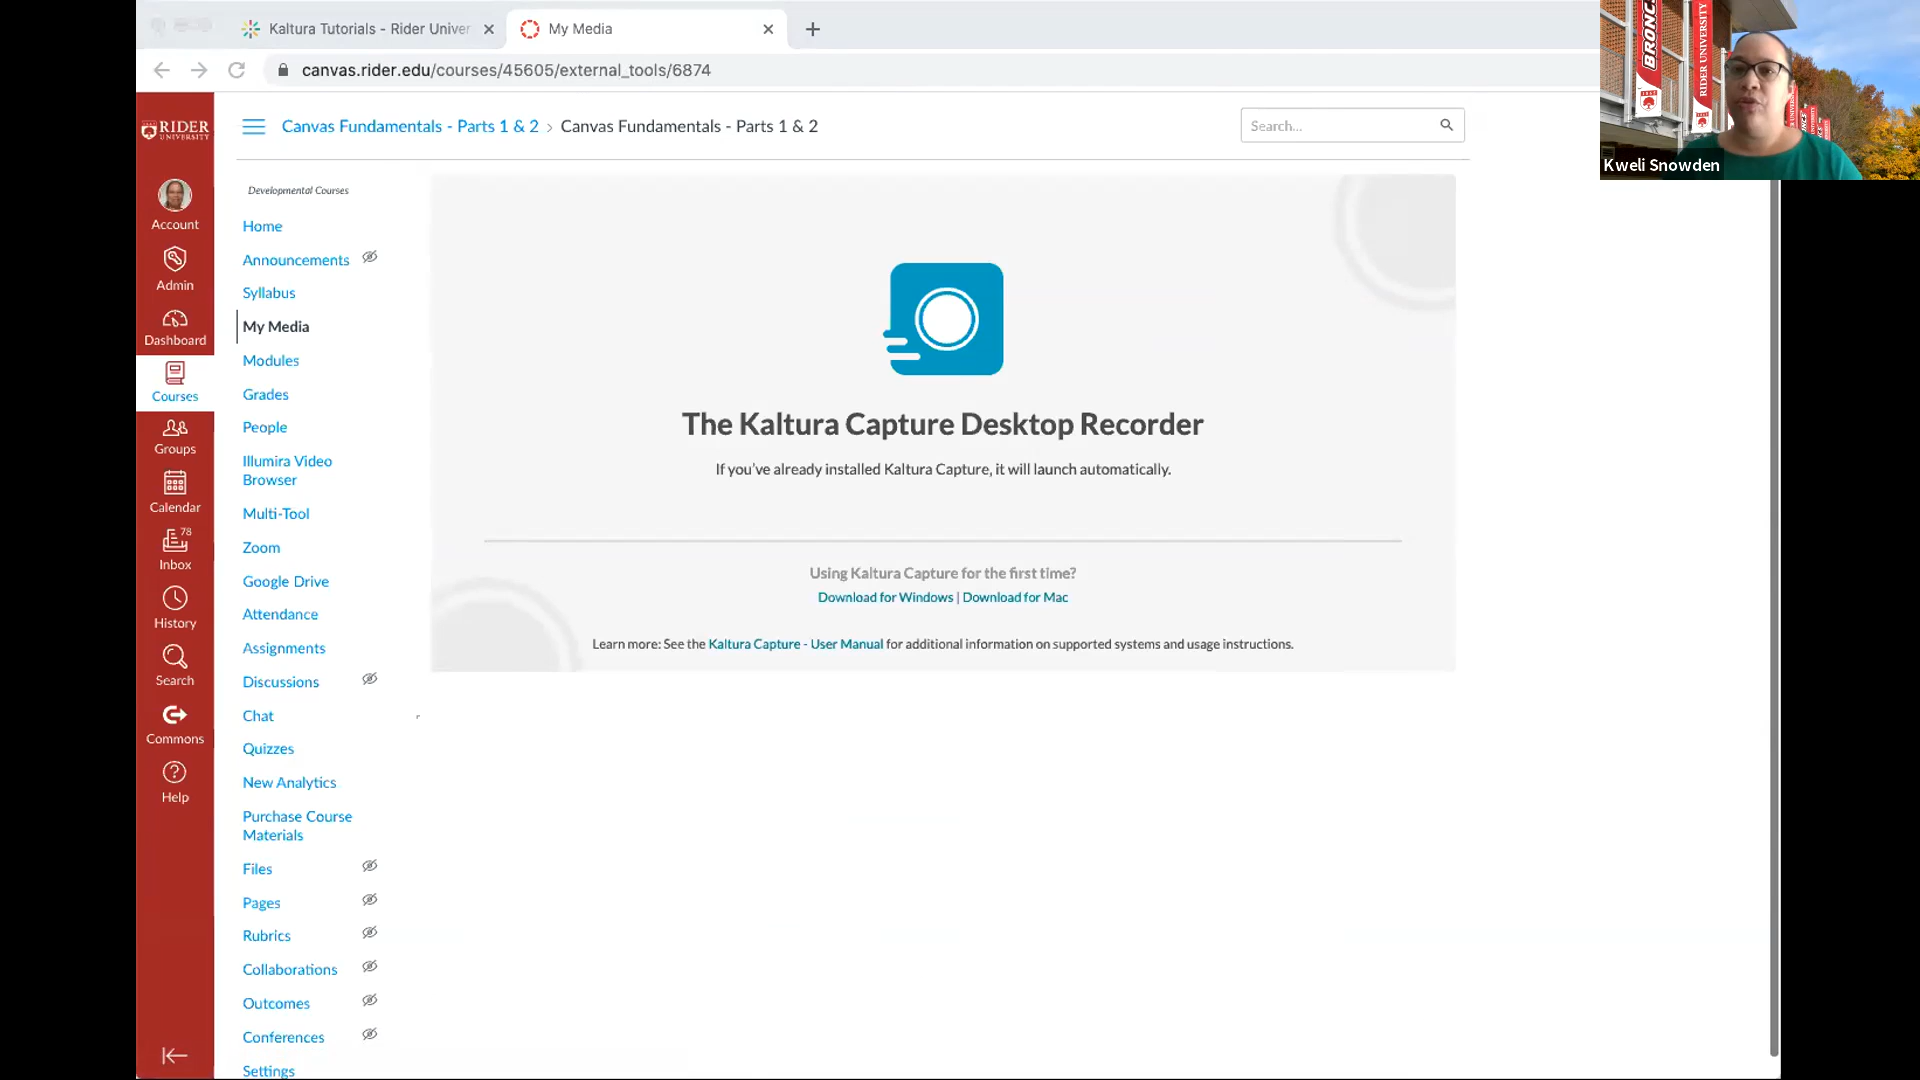 Kaltura Tutorials - Rider Univer
My Media
canvas.rider.edu/courses/45605/external_tools/6874
BRONC
RIDER UNIVERSITY
Kweli Snowden
RIDER
UNIVERSITY
Account
Admin
Dashboard
Courses
Groups
Calendar
78
Inbox
History
Search
Commons
Help
Canvas Fundamentals - Parts 1 & 2 › Canvas Fundamentals - Parts 1 & 2
Search...
Developmental Courses
Home
Announcements
Syllabus
My Media
Modules
Grades
People
Illumira Video
Browser
Multi-Tool
Zoom
Google Drive
Attendance
Assignments
Discussions
Chat
Quizzes
New Analytics
Purchase Course
Materials
Files
Pages
Rubrics
Collaborations
Outcomes
Conferences
Settings
The Kaltura Capture Desktop Recorder
If you've already installed Kaltura Capture, it will launch automatically.
Using Kaltura Capture for the first time?
Download for Windows | Download for Mac
Learn more: See the Kaltura Capture - User Manual for additional information on supported systems and usage instructions.